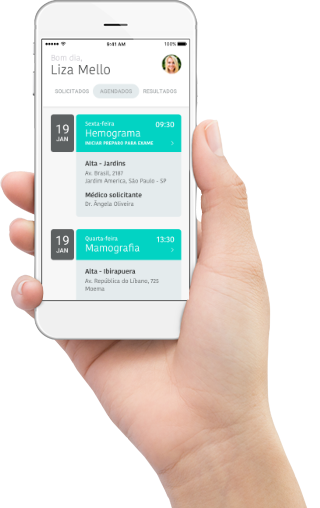 9:41 AM
100%
Bom dia,
Liza Mello
SOLICITADOS
AGENDADOS
RESULTADOS
19
JAN
Sexta-feira
09:30
Hemograma
INICIAR PREPARO PARA EXAME
Alta - Jardins
Av. Brasil, 2187
Jardim America, São Paulo - SP
Médico solicitante
Dr. Ângela Oliveira
19
JAN
Quarta-feira
13:30
Mamografia
Alta - Ibirapuera
Av. República do Líbano, 725
Moema